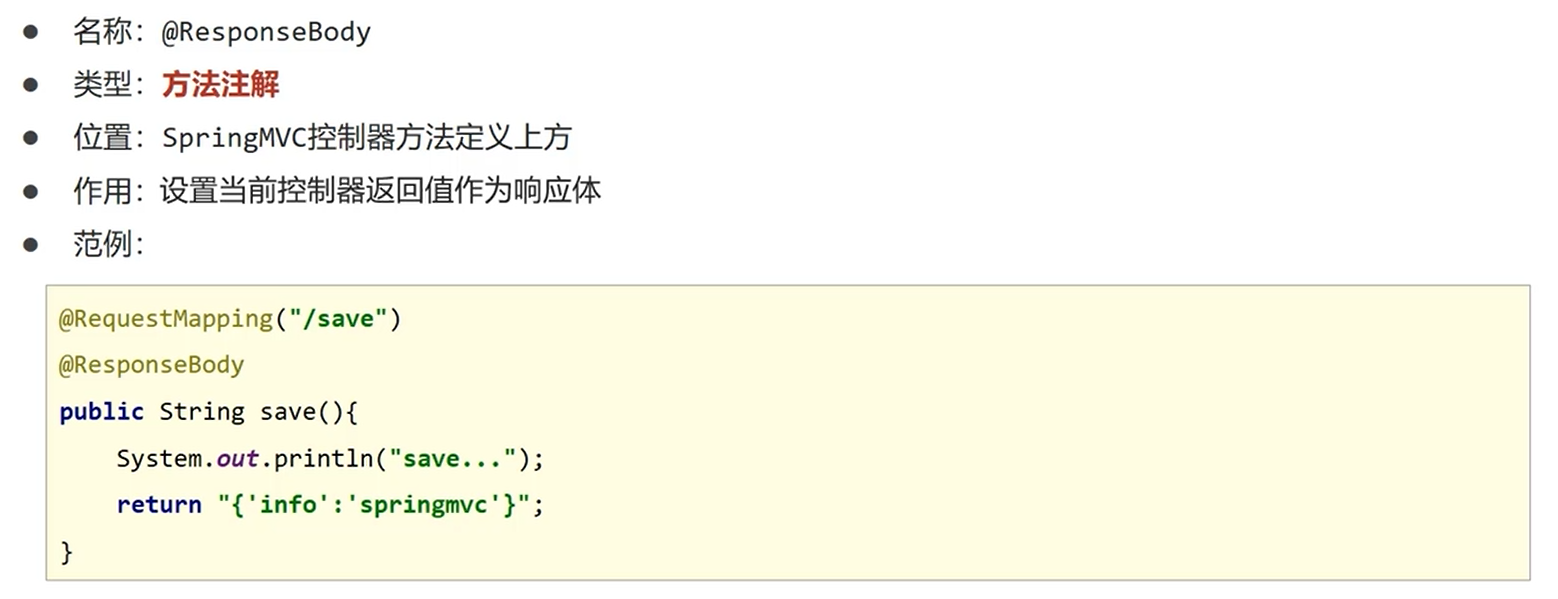 ● 名称：@ResponseBody
● 类型：方法注解
● 位置：SpringMVC控制器方法定义上方
● 作用：设置当前控制器返回值作为响应体
● 范例：
@RequestMapping("/save")
@ResponseBody
public String save(){
    System.out.println("save...");
    return "{'info':'springmvc'}";
}